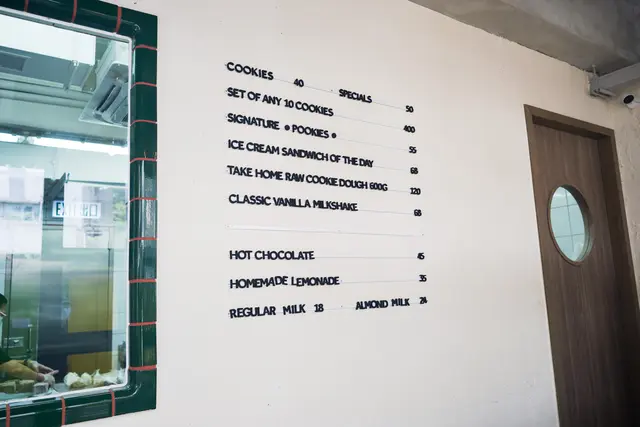 COOKIES 40 SPECIALS 50
SET OF ANY 10 COOKIES 400
SIGNATURE • POOKIES • 55
ICE CREAM SANDWICH OF THE DAY 68
TAKE HOME RAW COOKIE DOUGH 600G 120
CLASSIC VANILLA MILKSHAKE 68
HOT CHOCOLATE 45
HOMEMADE LEMONADE 35
REGULAR MILK 18 ALMOND MILK 24
EXIT